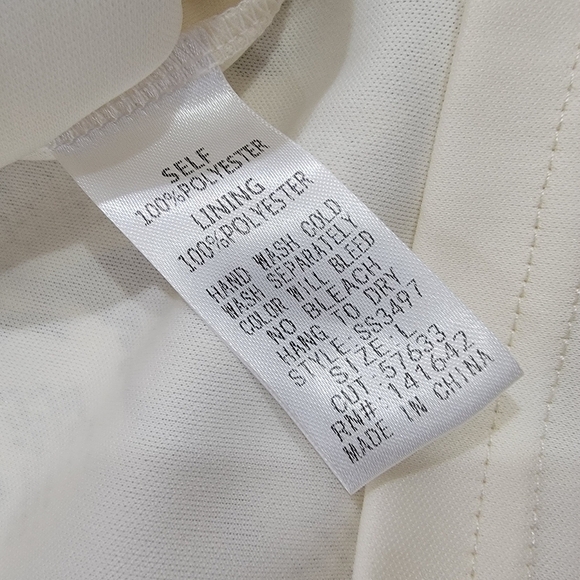 SELF
100%POLYESTER
LINING
100%POLYESTER
HAND WASH COLD
WASH SEPARATELY
COLOR WILL BLEED
NO BLEACH
HANG TO DRY
STYLE:SS3497
SIZE:L
CUT:57633
RN#:141642
MADE IN CHINA